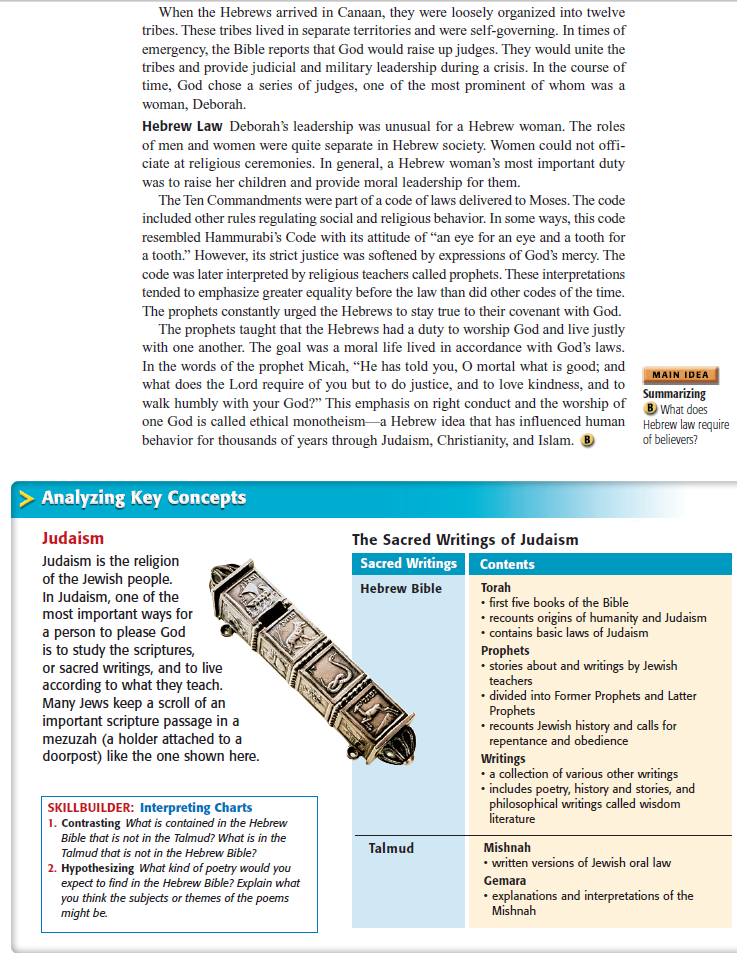 When the Hebrews arrived in Canaan, they were loosely organized into twelve
tribes. These tribes lived in separate territories and were self-governing. In times of
emergency, the Bible reports that God would raise up judges. They would unite the
tribes and provide judicial and military leadership during a crisis. In the course of
time, God chose a series of judges, one of the most prominent of whom was a
woman, Deborah.
Hebrew Law Deborah's leadership was unusual for a Hebrew woman. The roles
of men and women were quite separate in Hebrew society. Women could not offi-
ciate at religious ceremonies. In general, a Hebrew woman's most important duty
was to raise her children and provide moral leadership for them.
The Ten Commandments were part of a code of laws delivered to Moses. The code
included other rules regulating social and religious behavior. In some ways, this code
resembled Hammurabi's Code with its attitude of "an eye for an eye and a tooth for
a tooth." However, its strict justice was softened by expressions of God's mercy. The
code was later interpreted by religious teachers called prophets. These interpretations
tended to emphasize greater equality before the law than did other codes of the time.
The prophets constantly urged the Hebrews to stay true to their covenant with God.
The prophets taught that the Hebrews had a duty to worship God and live justly
with one another. The goal was a moral life lived in accordance with God's laws.
In the words of the prophet Micah, "He has told you, O mortal what is good; and
what does the Lord require of you but to do justice, and to love kindness, and to
walk humbly with your God?" This emphasis on right conduct and the worship of
one God is called ethical monotheism—a Hebrew idea that has influenced human
behavior for thousands of years through Judaism, Christianity, and Islam. B
MAIN IDEA
Summarizing
B What does
Hebrew law require
of believers?
> Analyzing Key Concepts
Judaism
Judaism is the religion
of the Jewish people.
In Judaism, one of the
most important ways for
a person to please God
is to study the scriptures,
or sacred writings, and to live
according to what they teach.
Many Jews keep a scroll of an
important scripture passage in a
mezuzah (a holder attached to a
doorpost) like the one shown here.
SKILLBUILDER: Interpreting Charts
1. Contrasting What is contained in the Hebrew
Bible that is not in the Talmud? What is in the
Talmud that is not in the Hebrew Bible?
2. Hypothesizing What kind of poetry would you
expect to find in the Hebrew Bible? Explain what
you think the subjects or themes of the poems
might be.
The Sacred Writings of Judaism
Sacred Writings Contents
Hebrew Bible
Torah
• first five books of the Bible
• recounts origins of humanity and Judaism
• contains basic laws of Judaism
Prophets
• stories about and writings by Jewish
teachers
• divided into Former Prophets and Latter
Prophets
• recounts Jewish history and calls for
repentance and obedience
Writings
• a collection of various other writings
• includes poetry, history and stories, and
philosophical writings called wisdom
literature
Talmud
Mishnah
• written versions of Jewish oral law
Gemara
• explanations and interpretations of the
Mishnah